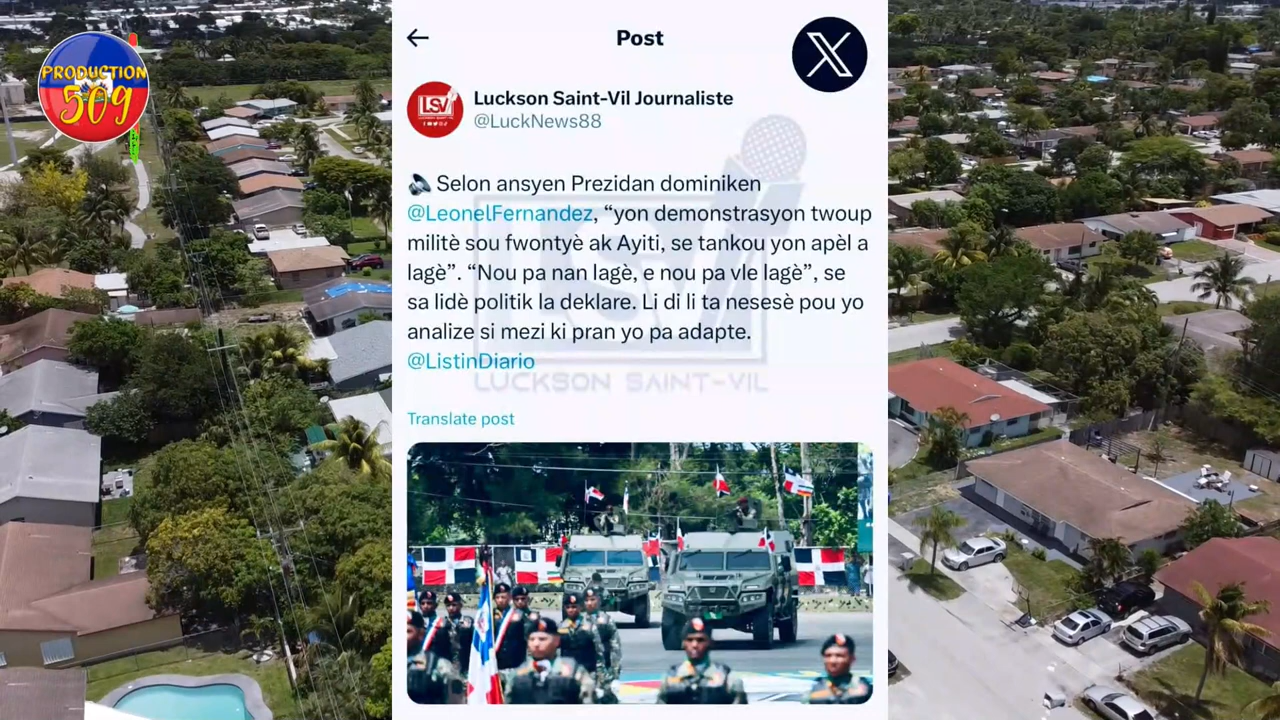 PRODUCTION
509
Post
X
LSV
Luckson Saint-Vil Journaliste
@LuckNews88
🔊 Selon ansyen Prezidan dominiken
@LeonelFernandez, “yon demonstrasyon twoup
militè sou fwontyè ak Ayiti, se tankou yon apèl a
lagè”. “Nou pa nan lagè, e nou pa vle lagè”, se
sa lidè politik la deklare. Li di li ta nesesè pou yo
analize si mezi ki pran yo pa adapte.
@ListinDiario
LUCKSON SAINT-VIL
Translate post